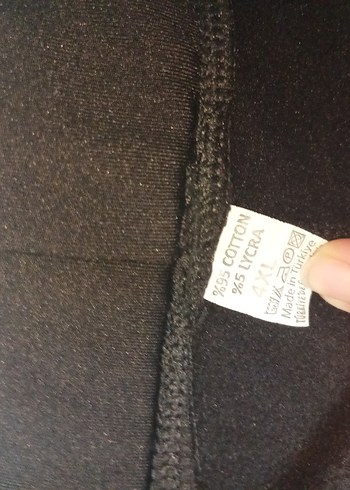 %95 COTTON
%5 LYCRA
4XL
Made in Türkiye